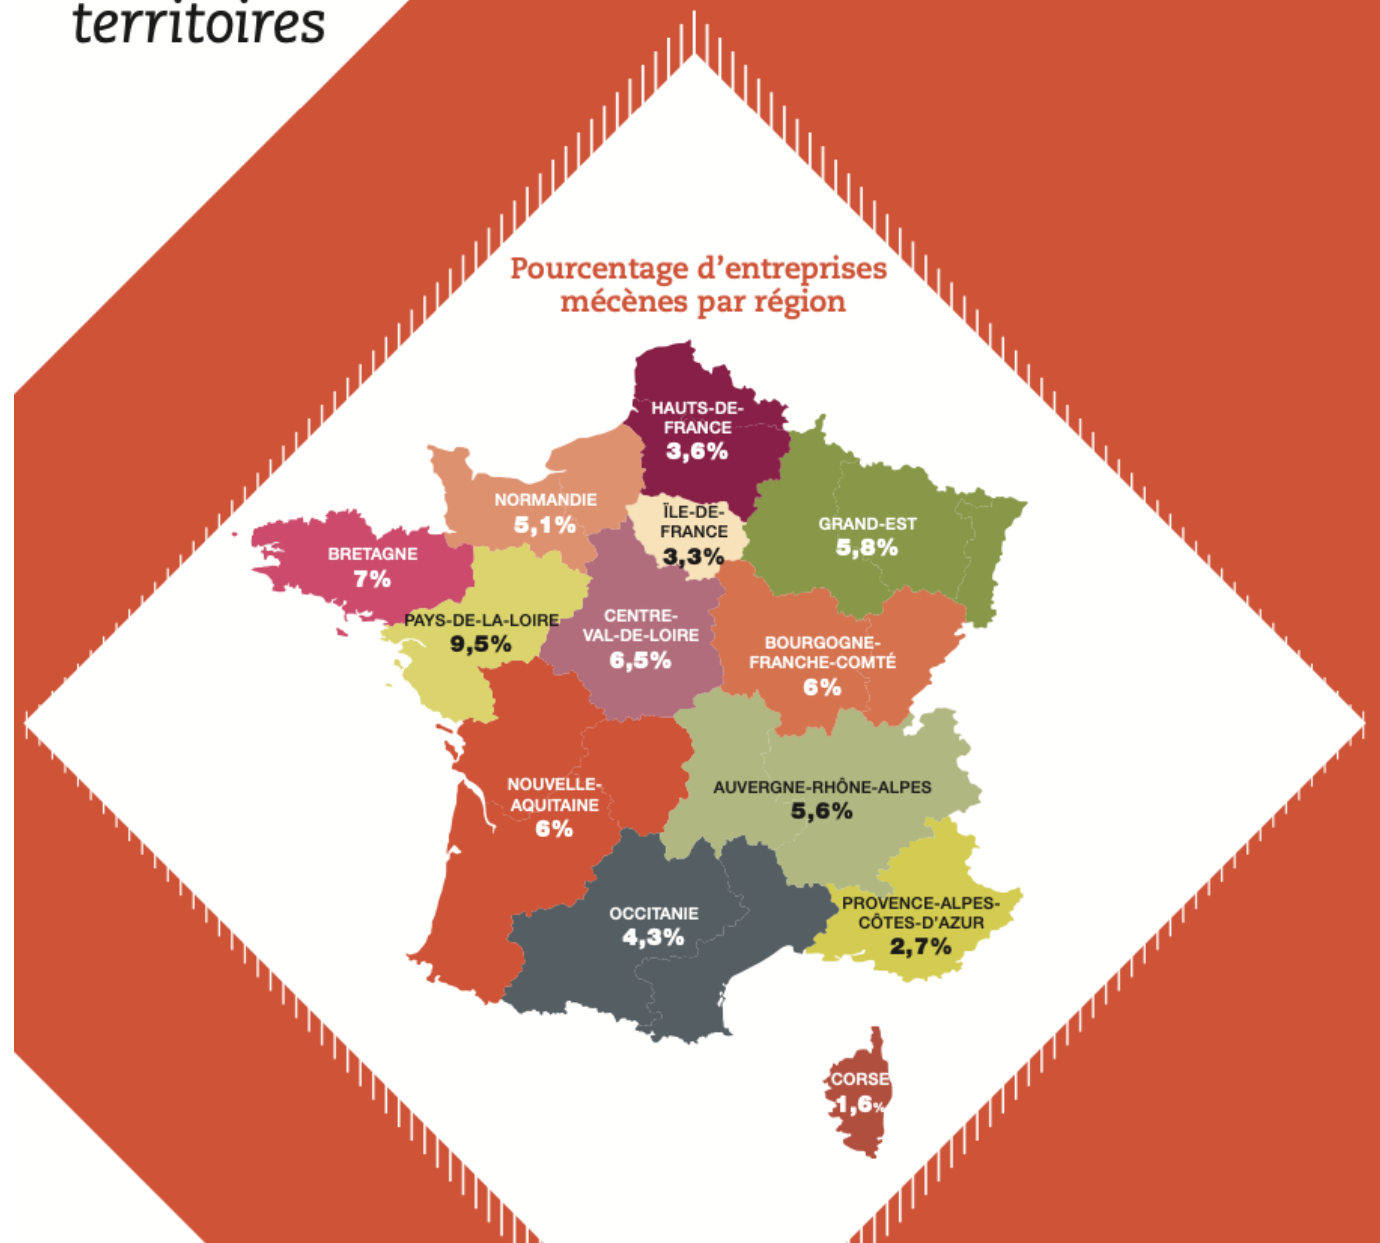 territoires
Pourcentage d'entreprises
mécènes par région
HAUTS-DE-
FRANCE
3,6%
NORMANDIE
5,1%
ÎLE-DE-
FRANCE
3,3%
GRAND-EST
5,8%
BRETAGNE
7%
PAYS-DE-LA-LOIRE
9,5%
CENTRE-
VAL-DE-LOIRE
6,5%
BOURGOGNE-
FRANCHE-COMTÉ
6%
NOUVELLE-
AQUITAINE
6%
AUVERGNE-RHÔNE-ALPES
5,6%
OCCITANIE
4,3%
PROVENCE-ALPES-
CÔTES-D'AZUR
2,7%
CORSE
1,6%